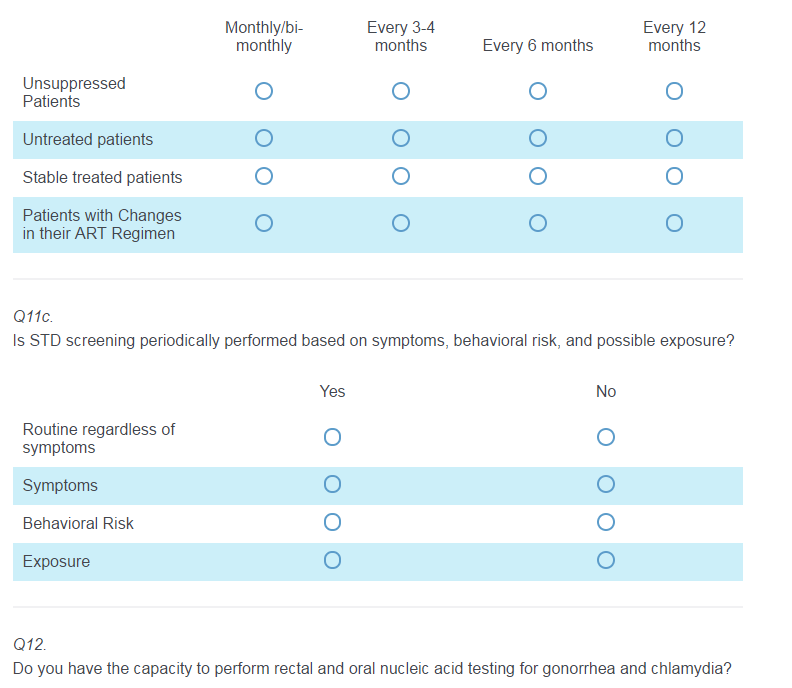 Monthly/bi-
monthly
Every 3-4
months
Every 6 months
Every 12
months
Unsuppressed
Patients
Untreated patients
Stable treated patients
Patients with Changes
in their ART Regimen
Q11c.
Is STD screening periodically performed based on symptoms, behavioral risk, and possible exposure?
Yes
No
Routine regardless of
symptoms
Symptoms
Behavioral Risk
Exposure
Q12.
Do you have the capacity to perform rectal and oral nucleic acid testing for gonorrhea and chlamydia?